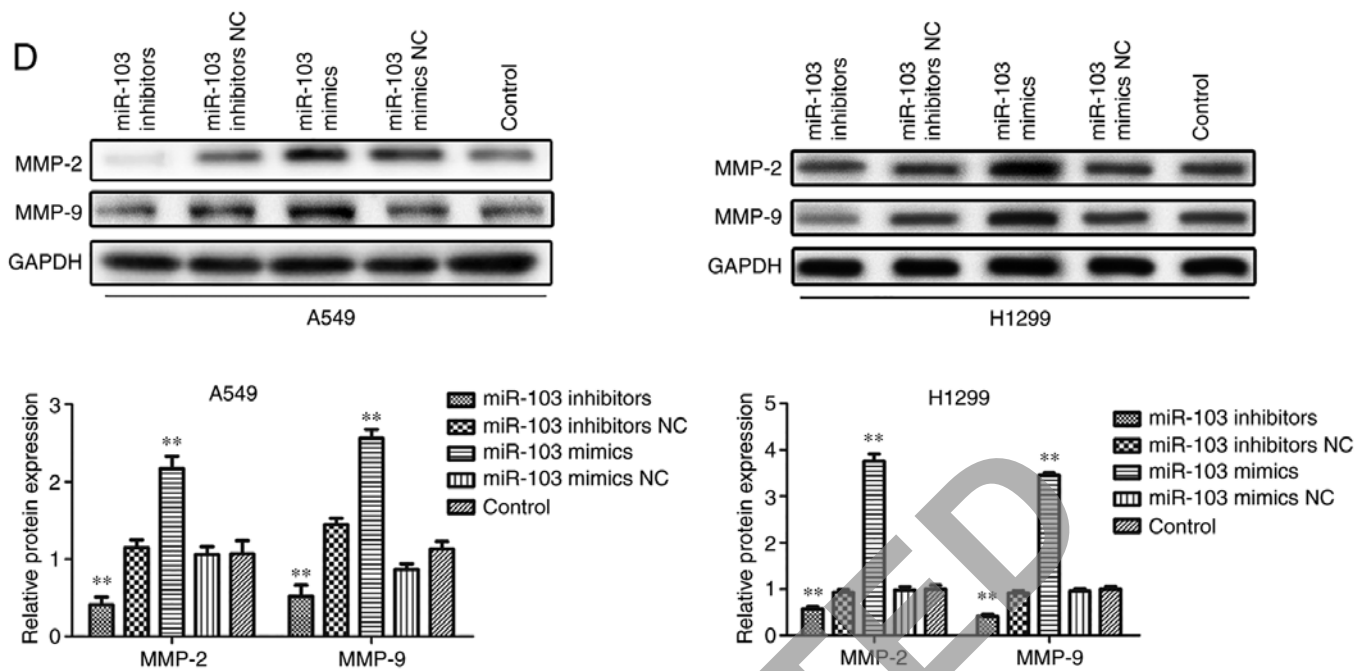 D
miR-103
inhibitors
miR-103
inhibitors NC
miR-103
mimics
miR-103
mimics NC
Control
MMP-2
MMP-9
GAPDH
A549
miR-103
inhibitors
miR-103
inhibitors NC
miR-103
mimics
miR-103
mimics NC
Control
MMP-2
MMP-9
GAPDH
H1299
A549
Relative protein expression
3
2
1
0
**
**
**
**
MMP-2
MMP-9
miR-103 inhibitors
miR-103 inhibitors NC
miR-103 mimics
miR-103 mimics NC
Control
H1299
Relative protein expression
5
4
3
2
1
0
**
**
**
**
MMP-2
MMP-9
miR-103 inhibitors
miR-103 inhibitors NC
miR-103 mimics
miR-103 mimics NC
Control
TED